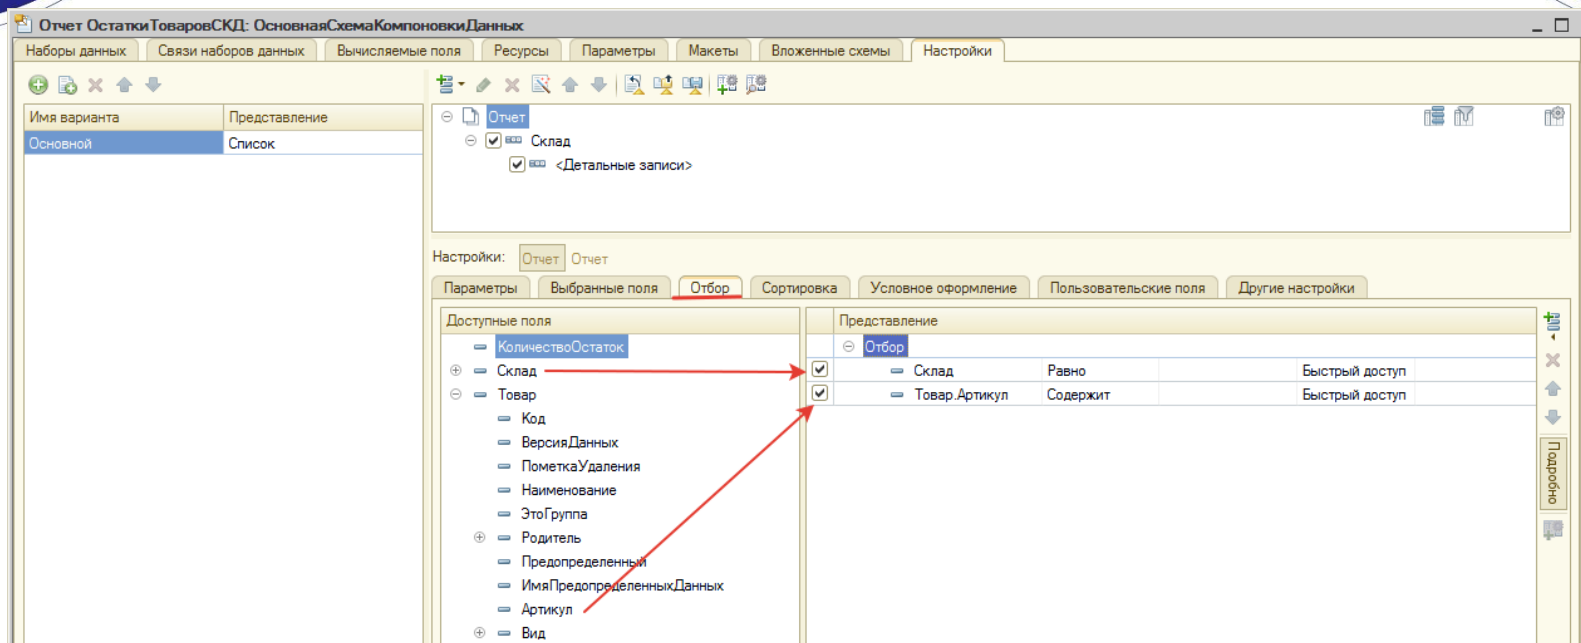 Отчет ОстаткиТоваровСКД: ОсновнаяСхемаКомпоновкиДанных
Наборы данных Связи наборов данных Вычисляемые поля Ресурсы Параметры Макеты Вложенные схемы Настройки
Имя варианта Представление
Основной Список
Отчет
Склад
<Детальные записи>
Настройки: Отчет Отчет
Параметры Выбранные поля Отбор Сортировка Условное оформление Пользовательские поля Другие настройки
Доступные поля Представление
КоличествоОстаток Отбор
Склад Склад Равно Быстрый доступ
Товар Товар.Артикул Содержит Быстрый доступ
Код
ВерсияДанных
ПометкаУдаления
Наименование
ЭтоГруппа
Родитель
Предопределенный
ИмяПредопределенныхДанных
Артикул
Вид
Подробно